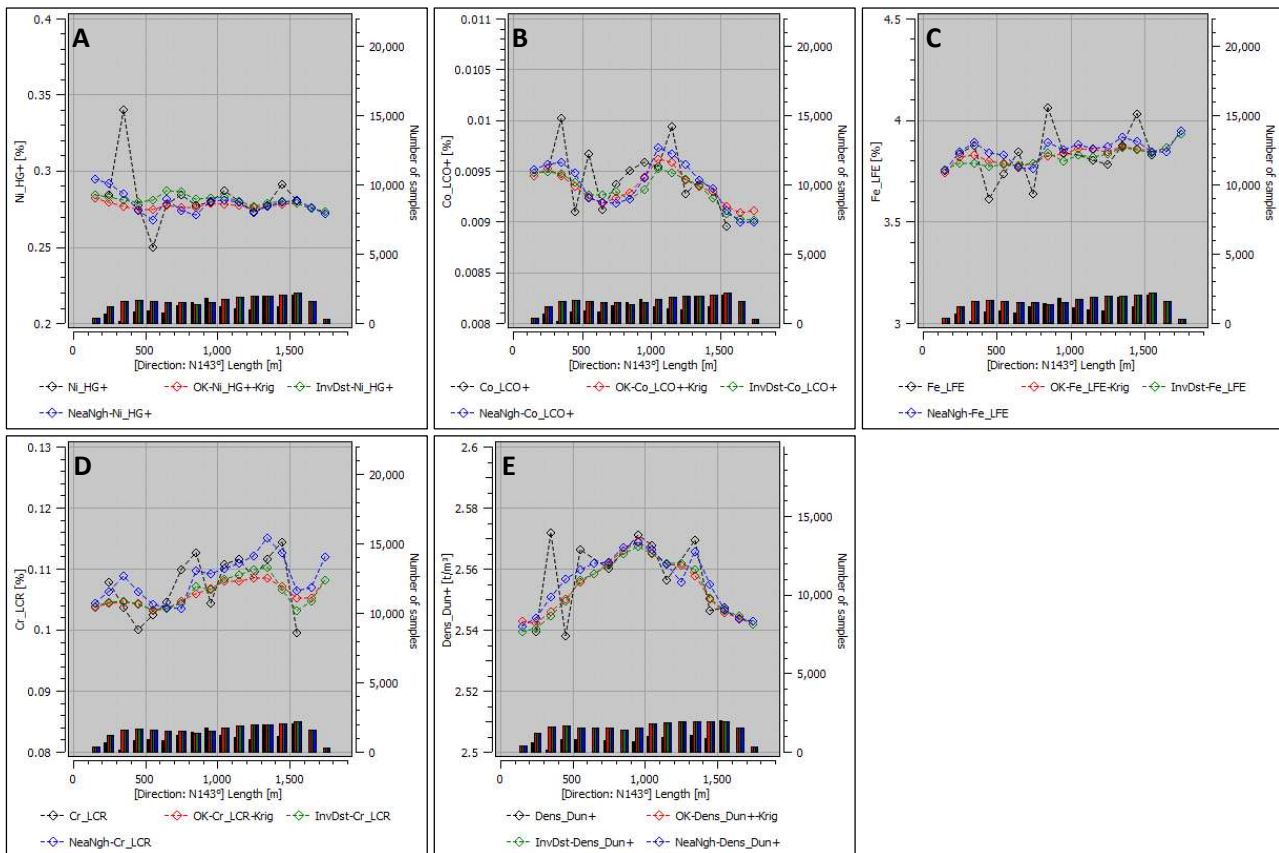 A
Ni_HG+ [%]
0.4
0.35
0.3
0.25
0.2
20,000
15,000
10,000
5,000
0
Number of samples
0 500 1,000 1,500
[Direction: N143º] Length [m]
Ni_HG+ OK-Ni_HG++Krig InvDst-Ni_HG+
NeaNgh-Ni_HG+
B
Co_LCO+ [%]
0.011
0.0105
0.01
0.0095
0.009
0.0085
0.008
20,000
15,000
10,000
5,000
0
Number of samples
0 500 1,000 1,500
[Direction: N143º] Length [m]
Co_LCO+ OK-Co_LCO++Krig InvDst-Co_LCO+
NeaNgh-Co_LCO+
C
Fe_LFE [%]
4.5
4
3.5
3
20,000
15,000
10,000
5,000
0
Number of samples
0 500 1,000 1,500
[Direction: N143º] Length [m]
Fe_LFE OK-Fe_LFE-Krig InvDst-Fe_LFE
NeaNgh-Fe_LFE
D
Cr_LCR [%]
0.13
0.12
0.11
0.1
0.09
0.08
20,000
15,000
10,000
5,000
0
Number of samples
0 500 1,000 1,500
[Direction: N143º] Length [m]
Cr_LCR OK-Cr_LCR-Krig InvDst-Cr_LCR
NeaNgh-Cr_LCR
E
Dens_Dun+ [t/m³]
2.6
2.58
2.56
2.54
2.52
2.5
15,000
10,000
5,000
0
Number of samples
0 500 1,000 1,500
[Direction: N143º] Length [m]
Dens_Dun+ OK-Dens_Dun++Krig
InvDst-Dens_Dun+ NeaNgh-Dens_Dun+